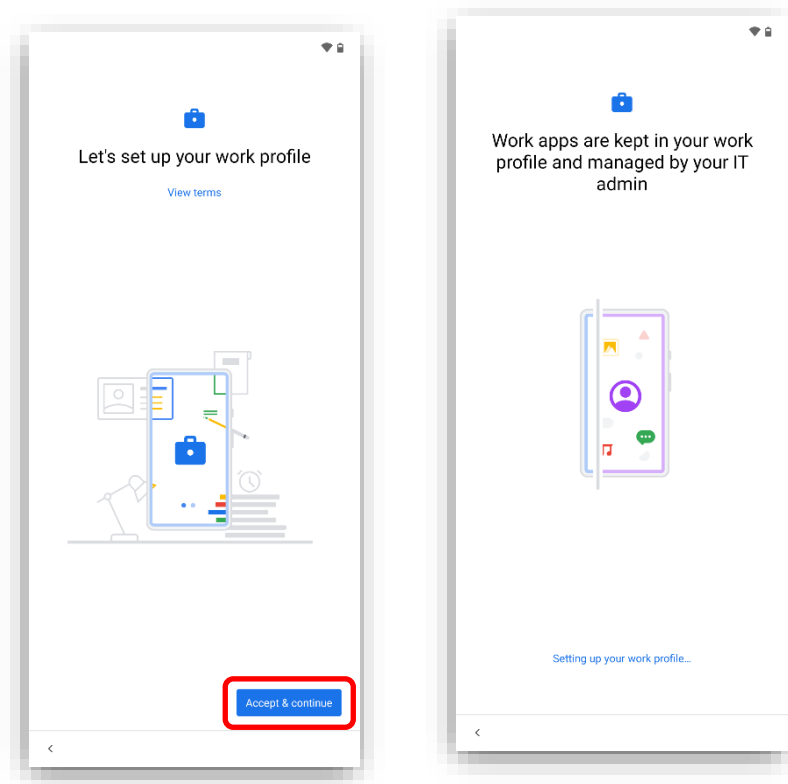 Let's set up your work profile
View terms
Accept & continue
Work apps are kept in your work
profile and managed by your IT
admin
Setting up your work profile...